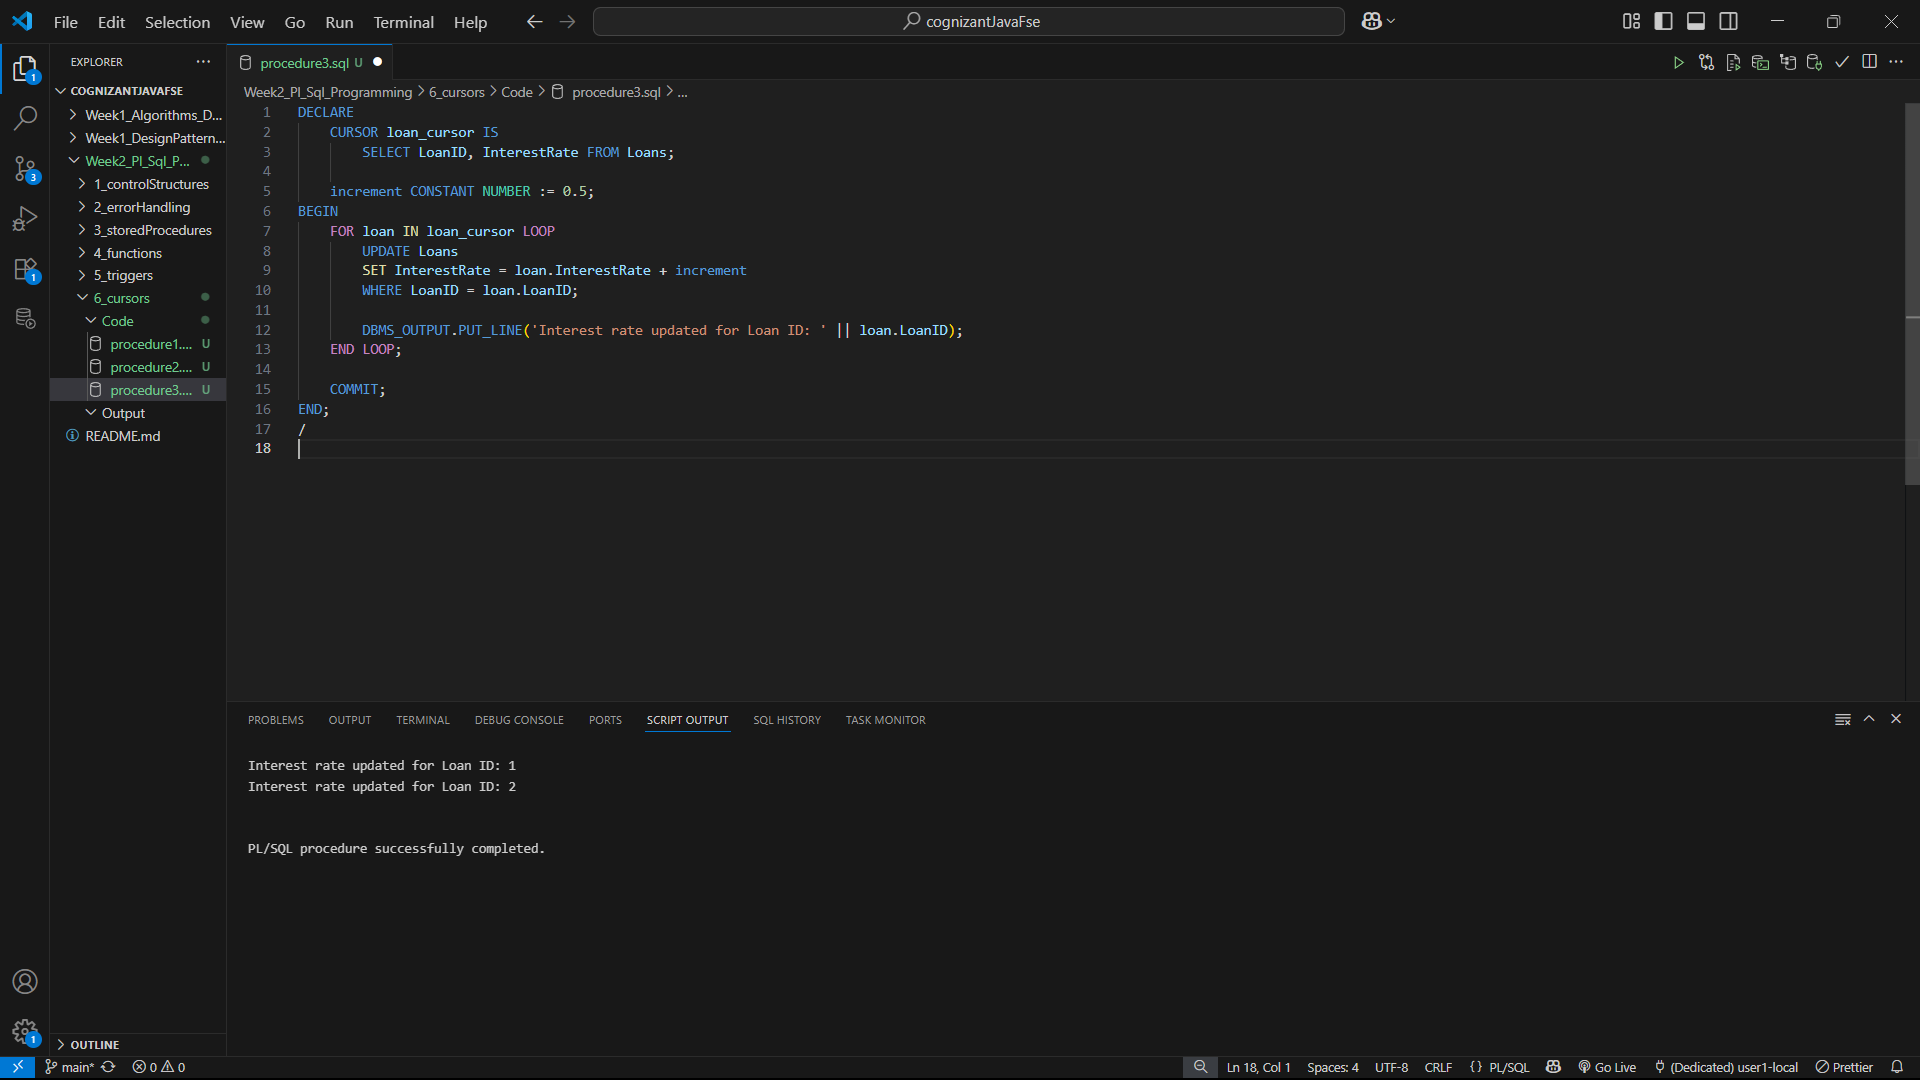 File Edit Selection View Go Run Terminal Help
cognizantJavaFse
EXPLORER
COGNIZANTJAVAFSE
Week1_Algorithms_D...
Week1_DesignPattern...
Week2_Pl_Sql_P...
1_controlStructures
2_errorHandling
3_storedProcedures
4_functions
5_triggers
6_cursors
Code
procedure1.... U
procedure2.... U
procedure3.... U
Output
README.md
OUTLINE
1
3
1
1
procedure3.sql U
Week2_Pl_Sql_Programming > 6_cursors > Code > procedure3.sql > ...
1 DECLARE
2 CURSOR loan_cursor IS
3 SELECT LoanID, InterestRate FROM Loans;
4
5 increment CONSTANT NUMBER := 0.5;
6 BEGIN
7 FOR loan IN loan_cursor LOOP
8 UPDATE Loans
9 SET InterestRate = loan.InterestRate + increment
10 WHERE LoanID = loan.LoanID;
11
12 DBMS_OUTPUT.PUT_LINE('Interest rate updated for Loan ID: ' || loan.LoanID);
13 END LOOP;
14
15 COMMIT;
16 END;
17 /
18
PROBLEMS OUTPUT TERMINAL DEBUG CONSOLE PORTS SCRIPT OUTPUT SQL HISTORY TASK MONITOR
Interest rate updated for Loan ID: 1
Interest rate updated for Loan ID: 2
PL/SQL procedure successfully completed.
main* 0 0 Ln 18, Col 1 Spaces: 4 UTF-8 CRLF {} PL/SQL Go Live (Dedicated) user1-local Prettier